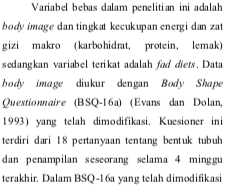 Variabel bebas dalam penelitian ini adalah
body image dan tingkat kecukupan energi dan zat
gizi makro (karbohidrat, protein, lemak)
sedangkan variabel terikat adalah fad diets. Data
body image diukur dengan Body Shape
Questionnaire (BSQ-16a) (Evans dan Dolan,
1993) yang telah dimodifikasi. Kuesioner ini
terdiri dari 18 pertanyaan tentang bentuk tubuh
dan penampilan seseorang selama 4 minggu
terakhir. Dalam BSQ-16a yang telah dimodifikasi